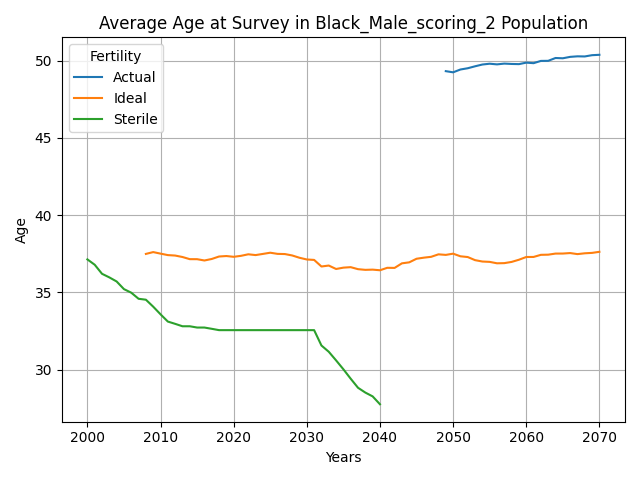 Average Age at Survey in Black_Male_scoring_2 Population
Fertility
Actual
Ideal
Sterile
50
45
40
35
30
Age
2000 2010 2020 2030 2040 2050 2060 2070
Years